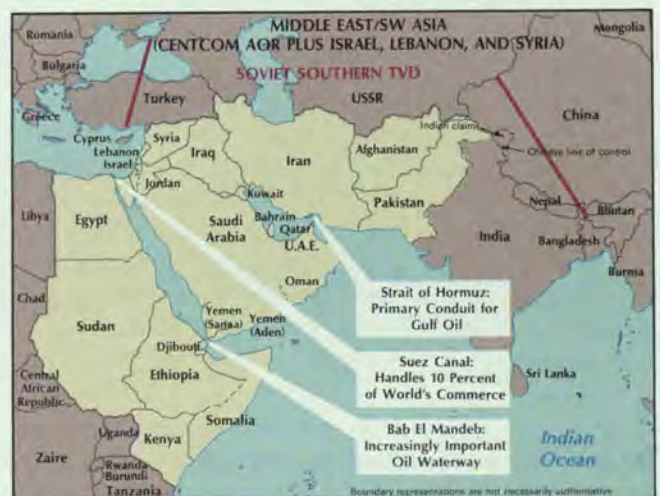 MIDDLE EAST/SW ASIA
(CENTCOM AOR PLUS ISRAEL, LEBANON, AND SYRIA)
SOVIET SOUTHERN TVD
Romania
Bulgaria
Greece
Turkey
USSR
Mongolia
China
Cyprus
Lebanon
Israel
Syria
Iraq
Iran
Afghanistan
Indian claim
Chinese line of control
Jordan
Kuwait
Pakistan
Nepal
Bhutan
Libya
Egypt
Saudi
Arabia
Bahrain
Qatar
U.A.E.
India
Bangladesh
Burma
Oman
Chad
Sudan
Yemen
(Sanaa)
Yemen
(Aden)
Djibouti
Strait of Hormuz:
Primary Conduit for
Gulf Oil
Central
African
Republic
Ethiopia
Suez Canal:
Handles 10 Percent
of World's Commerce
Sri Lanka
Somalia
Uganda
Kenya
Zaire
Rwanda
Burundi
Tanzania
Bab El Mandeb:
Increasingly Important
Oil Waterway
Indian
Ocean
Boundary representations are not necessarily authoritative